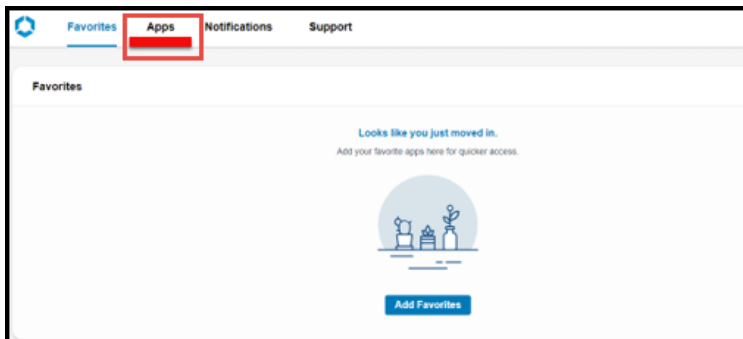 Favorites Apps Notifications Support
Favorites
Looks like you just moved in.
Add your favorite apps here for quicker access.
Add Favorites